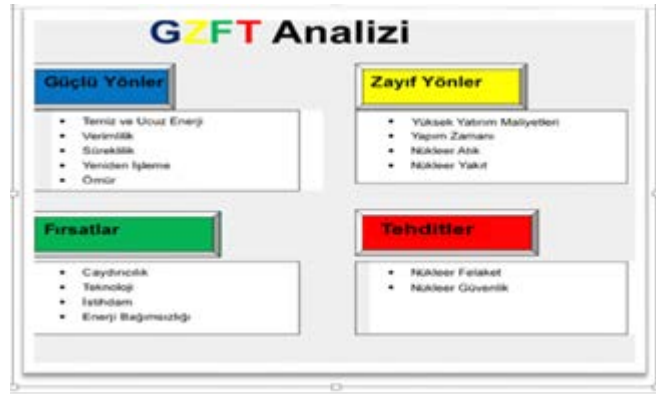 GZFT Analizi
Güçlü Yönler
• Temiz ve Ucuz Enerji
• Verimlilik
• Süreklilik
• Yeniden İşleme
• Ömür
Zayıf Yönler
• Yüksek Yatırım Maliyetleri
• Yapım Zamanı
• Nükleer Atık
• Nükleer Yakıt
Fırsatlar
• Caydırıcılık
• Teknoloji
• İstihdam
• Enerji Bağımsızlığı
Tehditler
• Nükleer Felaket
• Nükleer Güvenlik